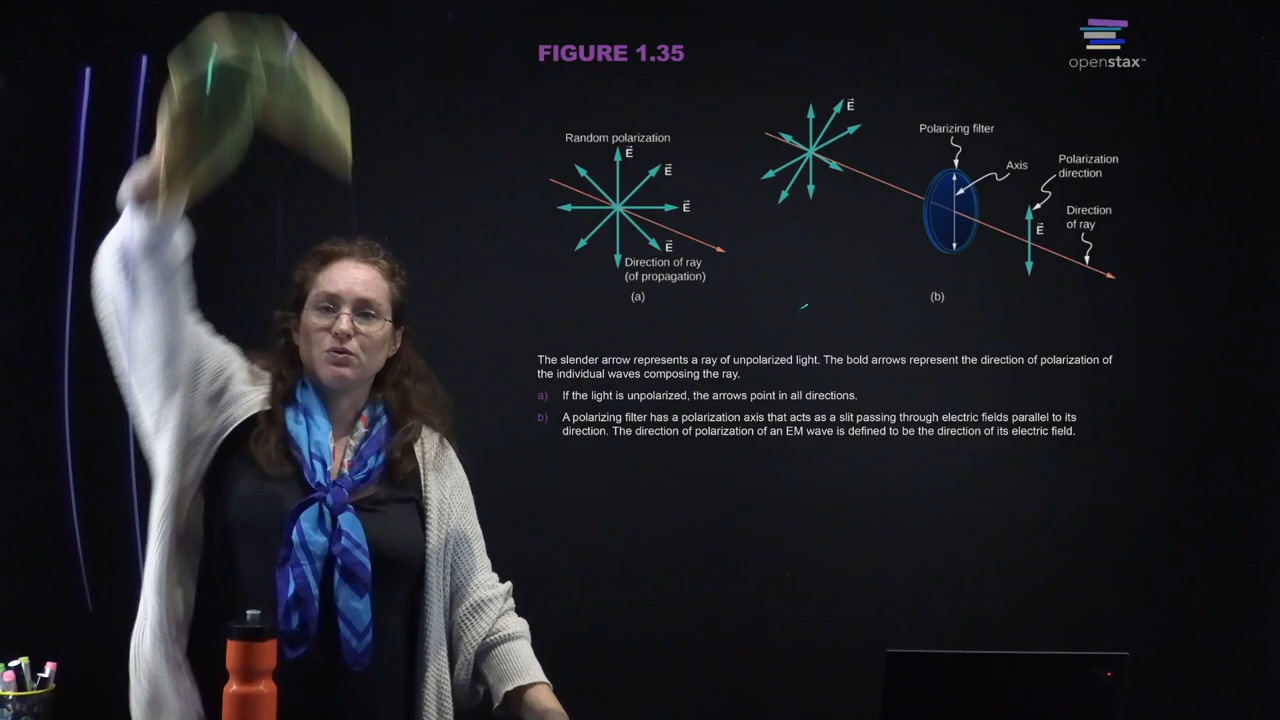 FIGURE 1.35
openstax™
Random polarization
E
E
E
E
Direction of ray
(of propagation)
(a)
E
Polarizing filter
Axis
Polarization
direction
Direction
of ray
E
(b)
The slender arrow represents a ray of unpolarized light. The bold arrows represent the direction of polarization of
the individual waves composing the ray.
a) If the light is unpolarized, the arrows point in all directions.
b) A polarizing filter has a polarization axis that acts as a slit passing through electric fields parallel to its
direction. The direction of polarization of an EM wave is defined to be the direction of its electric field.